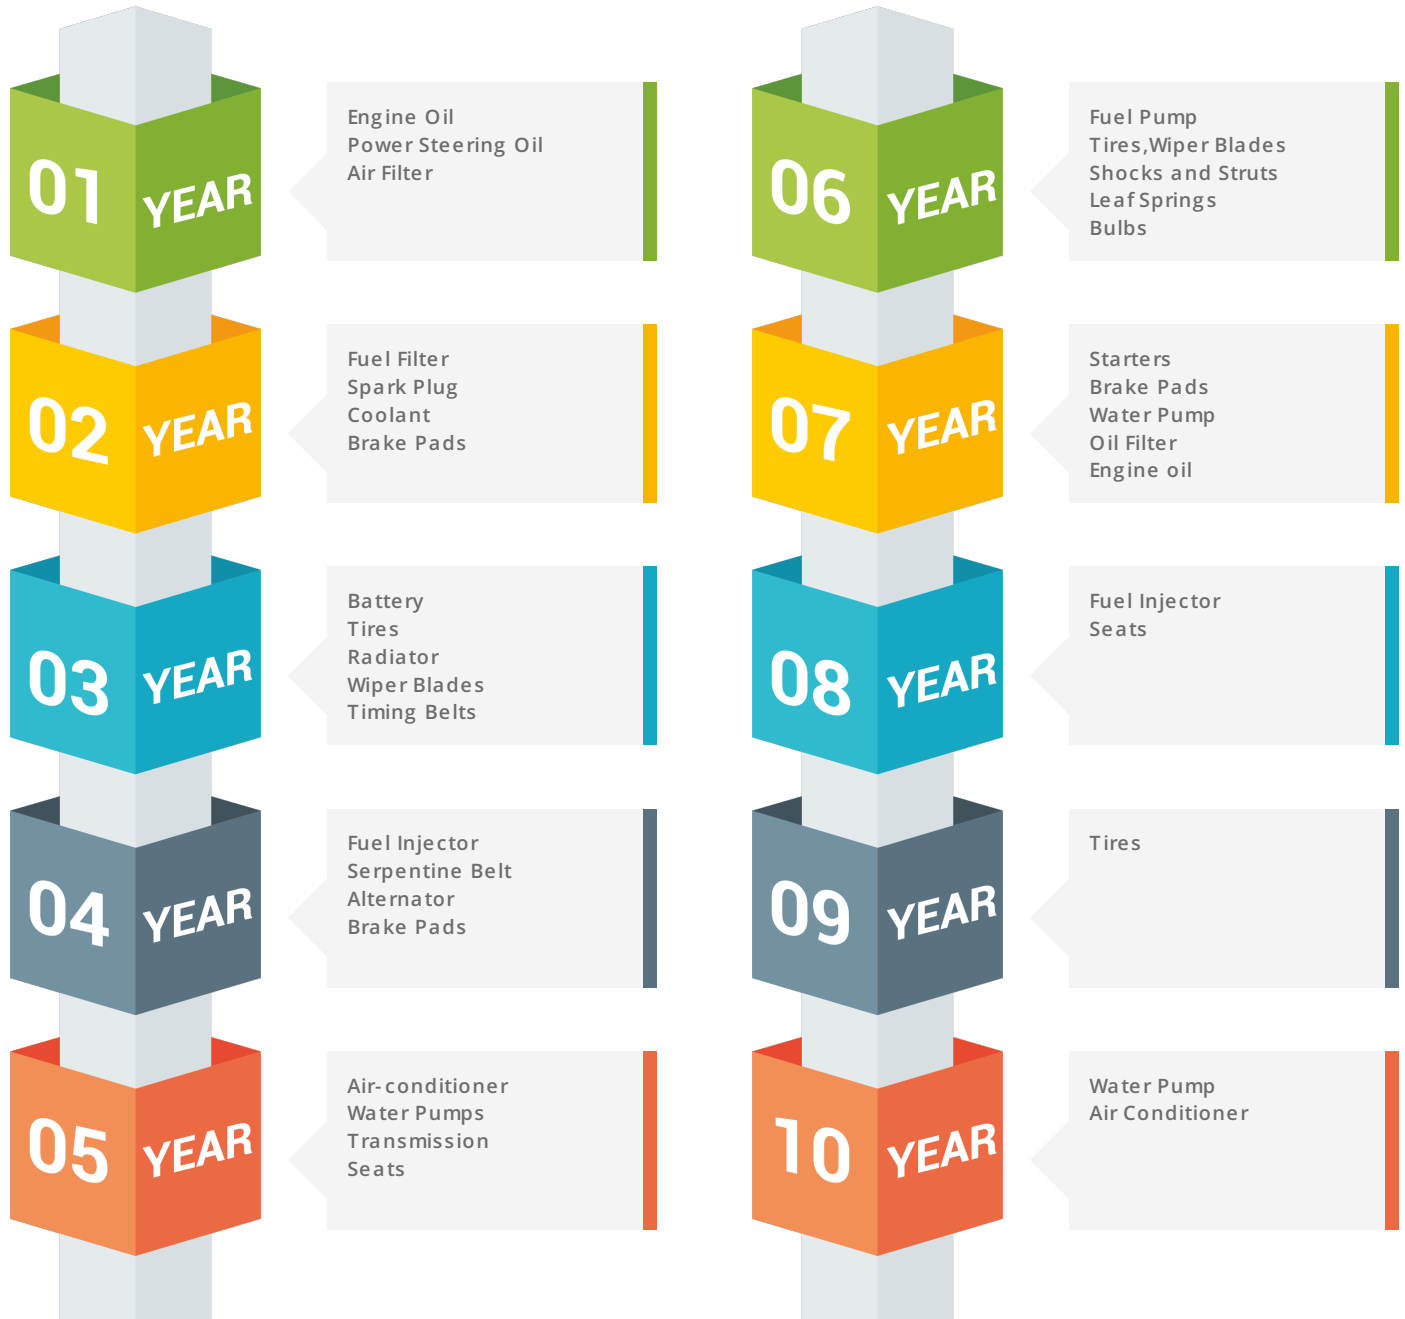 01 YEAR
Engine Oil
Power Steering Oil
Air Filter
02 YEAR
Fuel Filter
Spark Plug
Coolant
Brake Pads
03 YEAR
Battery
Tires
Radiator
Wiper Blades
Timing Belts
04 YEAR
Fuel Injector
Serpentine Belt
Alternator
Brake Pads
05 YEAR
Air-conditioner
Water Pumps
Transmission
Seats
06 YEAR
Fuel Pump
Tires,Wiper Blades
Shocks and Struts
Leaf Springs
Bulbs
07 YEAR
Starters
Brake Pads
Water Pump
Oil Filter
Engine oil
08 YEAR
Fuel Injector
Seats
09 YEAR
Tires
10 YEAR
Water Pump
Air Conditioner